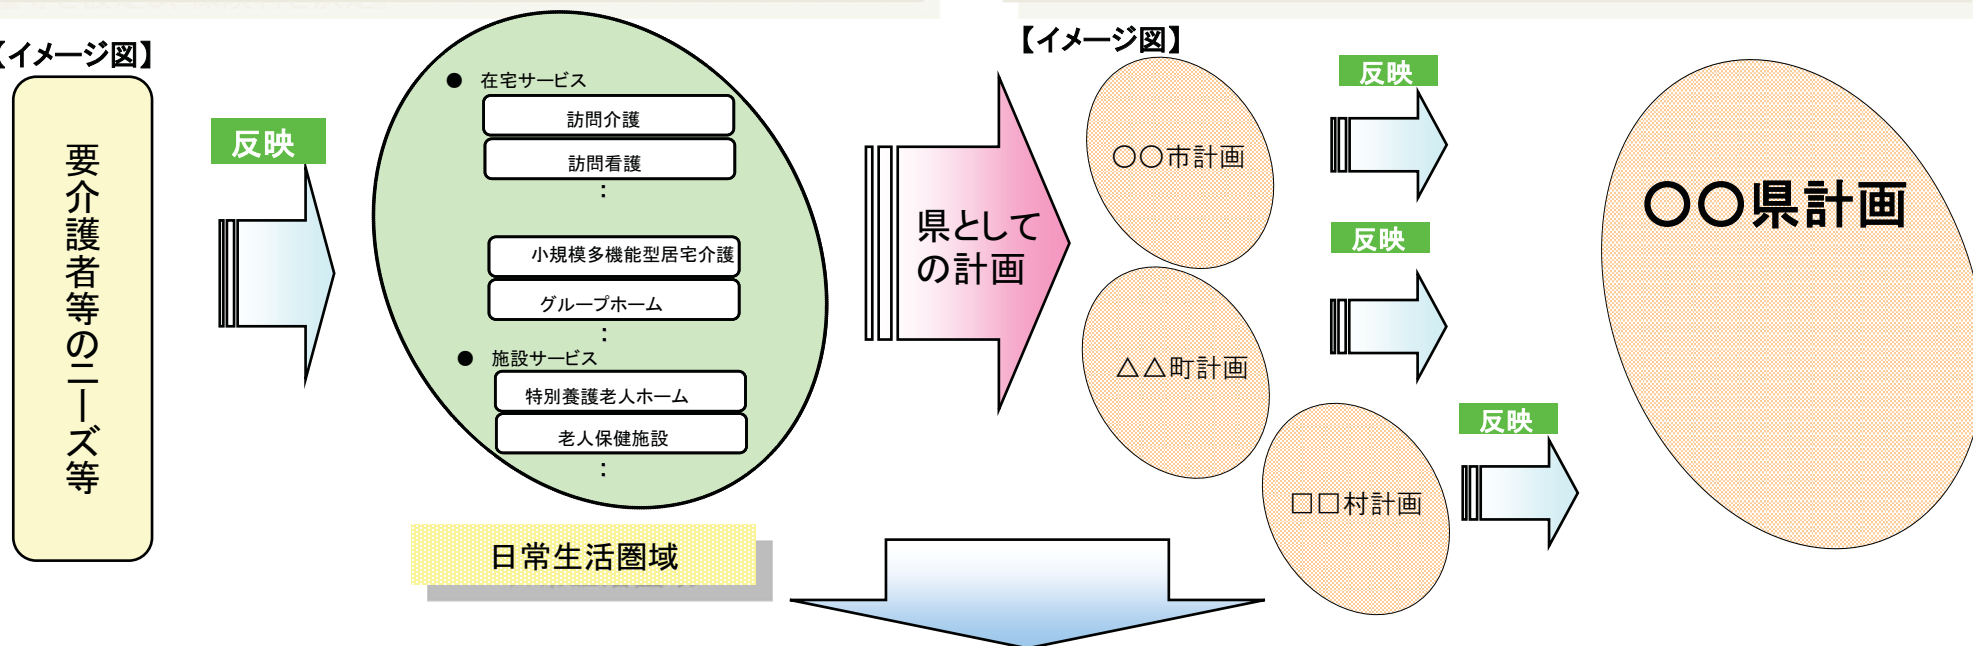 【イメージ図】
要介護者等のニーズ等
反映
● 在宅サービス
訪問介護
訪問看護
：
小規模多機能型居宅介護
グループホーム
：
● 施設サービス
特別養護老人ホーム
老人保健施設
：
日常生活圏域
県として
の計画
【イメージ図】
〇〇市計画
反映
△△町計画
反映
□□村計画
反映
〇〇県計画